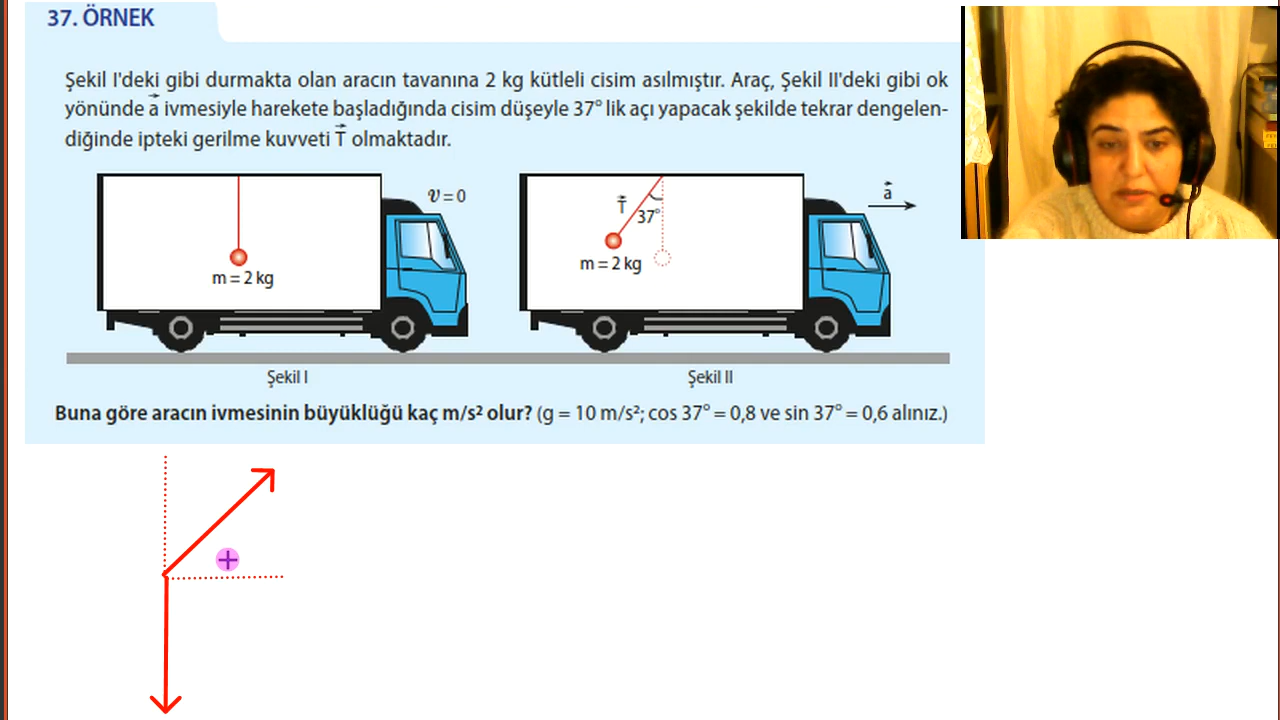 37. ÖRNEK
Şekil I'deki gibi durmakta olan aracın tavanına 2 kg kütleli cisim asılmıştır. Araç, Şekil II'deki gibi ok
yönünde a⃗ ivmesiyle harekete başladığında cisim düşeyle 37° lik açı yapacak şekilde tekrar dengelen-
diğinde ipteki gerilme kuvveti T⃗ olmaktadır.
v = 0
m = 2 kg
a⃗
T⃗
37°
m = 2 kg
Şekil I
Şekil II
Buna göre aracın ivmesinin büyüklüğü kaç m/s² olur? (g = 10 m/s²; cos 37° = 0,8 ve sin 37° = 0,6 alınız.)